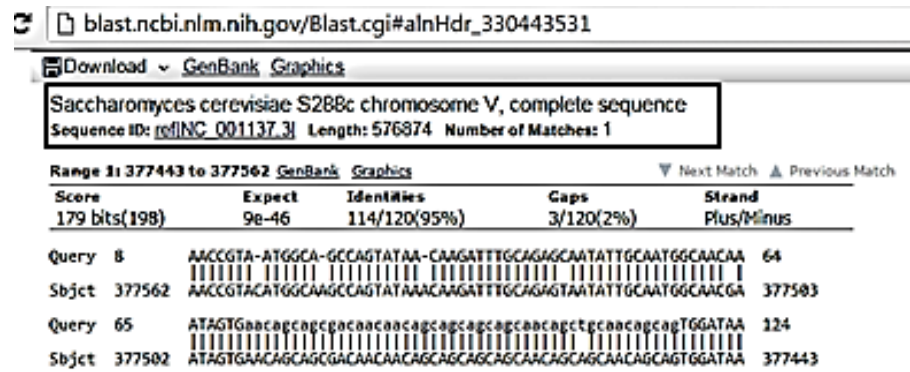 blast.ncbi.nlm.nih.gov/Blast.cgi#alnHdr_330443531
Download GenBank Graphics
Saccharomyces cerevisiae S288c chromosome V, complete sequence
Sequence ID: ref|NC_001137.3| Length: 576874 Number of Matches: 1
Range 1: 377443 to 377562 GenBank Graphics ▼ Next Match ▲ Previous Match
Score Expect Identities Gaps Strand
179 bits(198) 9e-46 114/120(95%) 3/120(2%) Plus/Minus
Query 8 AACCGTA-ATGGCA-GCCAGTATAA-CAAGATTTGCAGAGCAATATTGCAATGGCAACAA 64
Sbjct 377562 AACCGTACATGGCAAGCCAGTATAAACAAGATTTGCAGAGTAATATTGCAATGGCAACGA 377503
Query 65 ATAGTGaacagcagcgacaacaacagcagcagcagcaacagctgcaacagcagTGGATAA 124
Sbjct 377502 ATAGTGAACAGCAGCGACAACAACAGCAGCAGCAGCAACAGCAGCAACAGCAGTGGATAA 377443